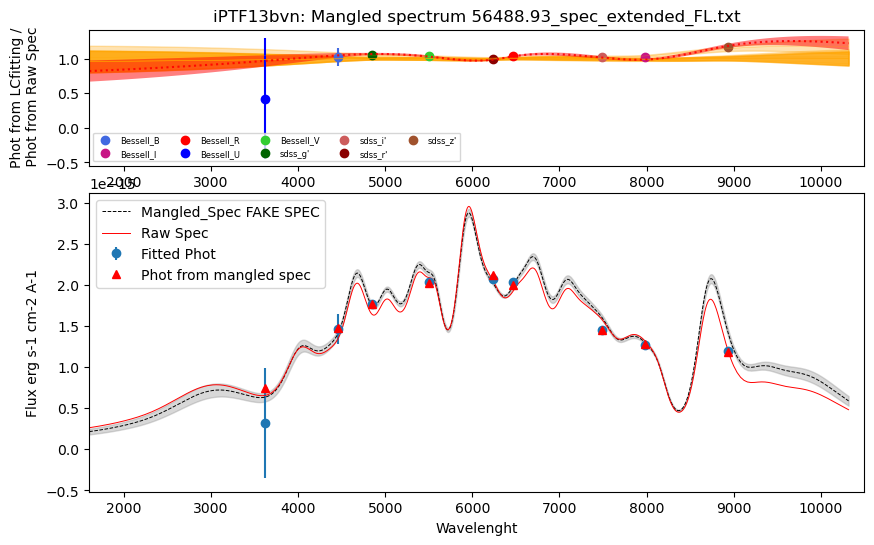 iPTF13bvn: Mangled spectrum 56488.93_spec_extended_FL.txt
Phot from LCfitting /
Phot from Raw Spec
1.0
0.5
0.0
−0.5
Bessell_B Bessell_R Bessell_V sdss_i' sdss_z'
Bessell_I Bessell_U sdss_g' sdss_r'
2000 3000 4000 5000 6000 7000 8000 9000 10000
1e−15
Flux erg s-1 cm-2 A-1
3.0
2.5
2.0
1.5
1.0
0.5
0.0
−0.5
Mangled_Spec FAKE SPEC
Raw Spec
Fitted Phot
Phot from mangled spec
2000 3000 4000 5000 6000 7000 8000 9000 10000
Wavelenght